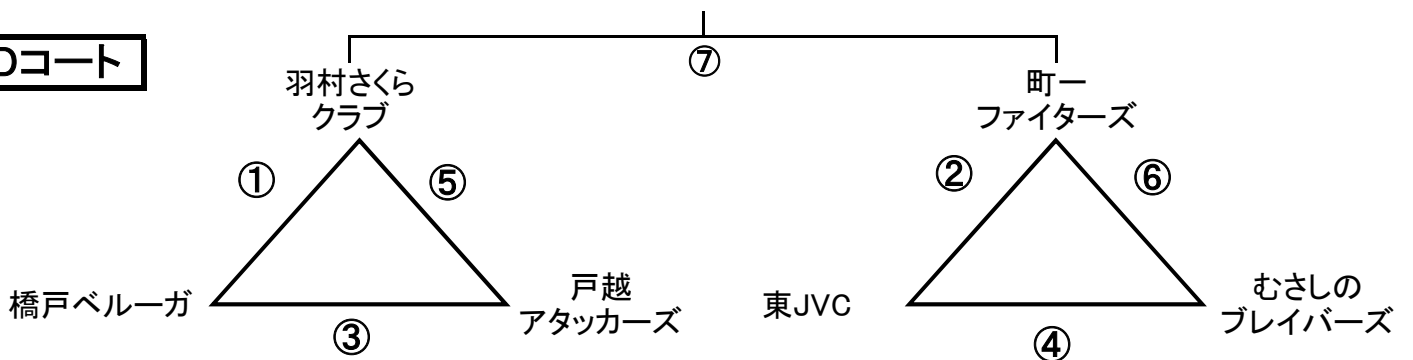 ⑦
Dコート
羽村さくら
クラブ
町一
ファイターズ
①
⑤
②
⑥
橋戸ベルーガ
戸越
アタッカーズ
東JVC
むさしの
ブレイバーズ
③
④